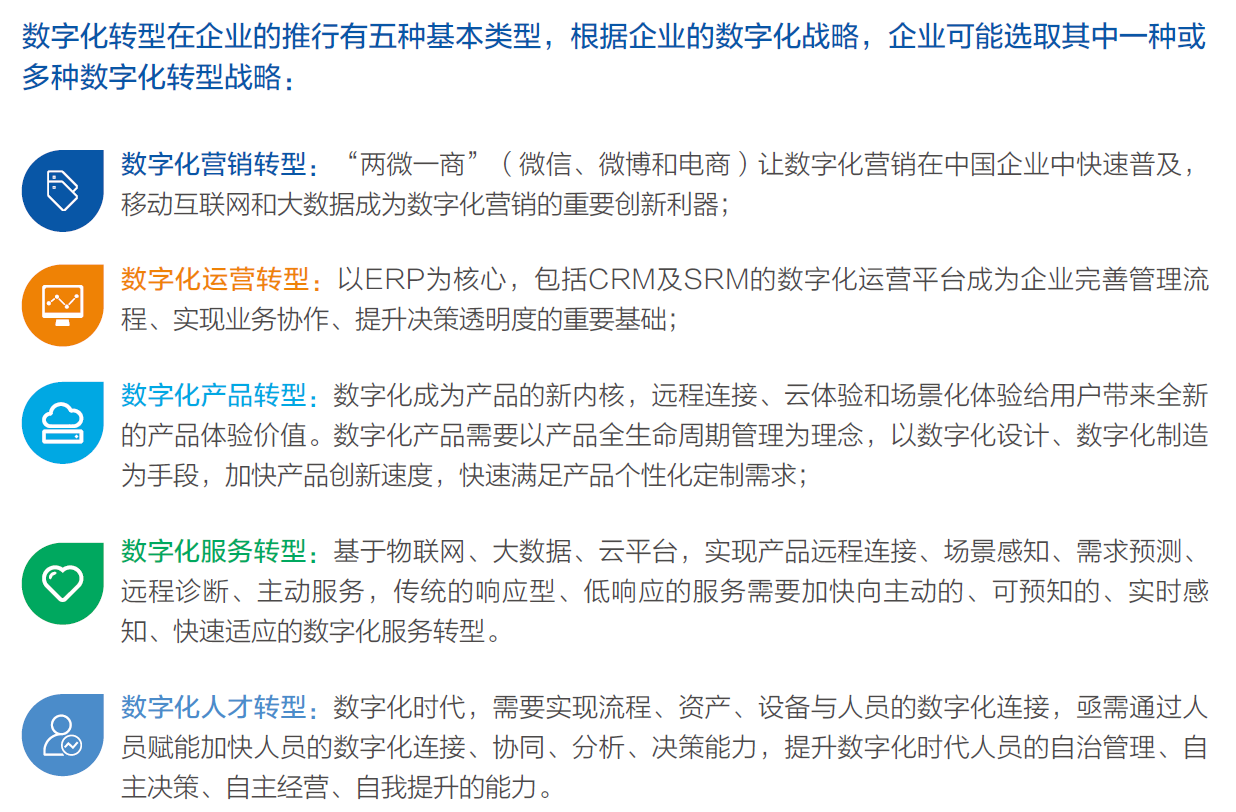 数字化转型在企业的推行有五种基本类型，根据企业的数字化战略，企业可能选取其中一种或
多种数字化转型战略：
数字化营销转型：“两微一商”（微信、微博和电商）让数字化营销在中国企业中快速普及，
移动互联网和大数据成为数字化营销的重要创新利器；
数字化运营转型：以ERP为核心，包括CRM及SRM的数字化运营平台成为企业完善管理流
程、实现业务协作、提升决策透明度的重要基础；
数字化产品转型：数字化成为产品的新内核，远程连接、云体验和场景化体验给用户带来全新
的产品体验价值。数字化产品需要以产品全生命周期管理为理念，以数字化设计、数字化制造
为手段，加快产品创新速度，快速满足产品个性化定制需求；
数字化服务转型：基于物联网、大数据、云平台，实现产品远程连接、场景感知、需求预测、
远程诊断、主动服务，传统的响应型、低响应的服务需要加快向主动的、可预知的、实时感
知、快速适应的数字化服务转型。
数字化人才转型：数字化时代，需要实现流程、资产、设备与人员的数字化连接，亟需通过人
员赋能加快人员的数字化连接、协同、分析、决策能力，提升数字化时代人员的自治管理、自
主决策、自主经营、自我提升的能力。